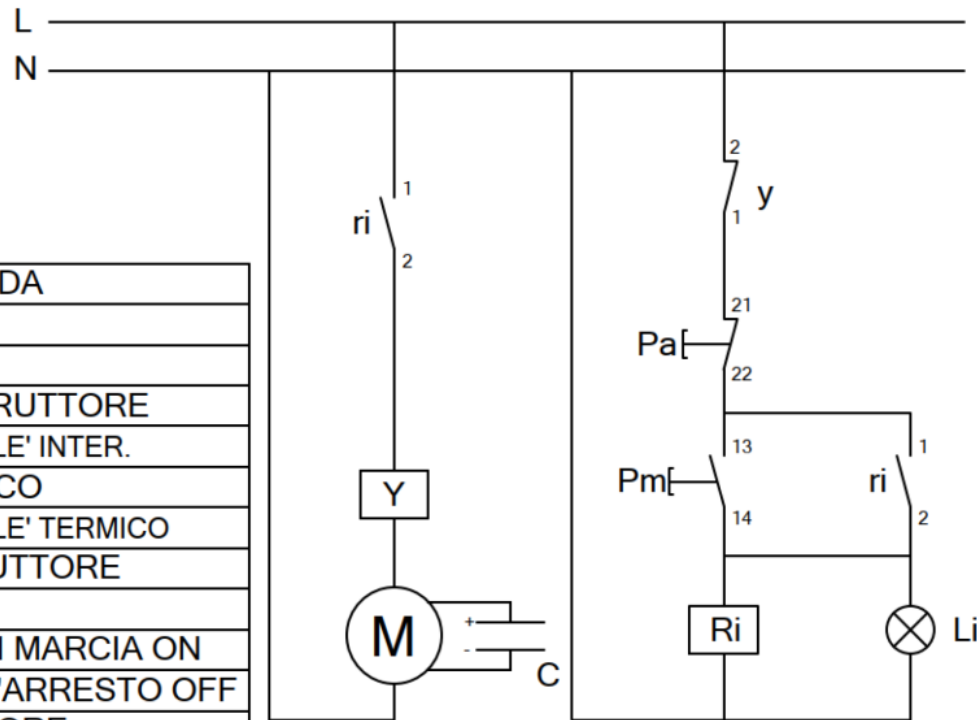 L
N
ri
1
2
Y
M
+
-
C
2
y
1
21
Pa
22
13
Pm
14
1
ri
2
Ri
Li
DA
RUTTORE
LE' INTER.
CO
LE' TERMICO
UTTORE
I MARCIA ON
'ARRESTO OFF